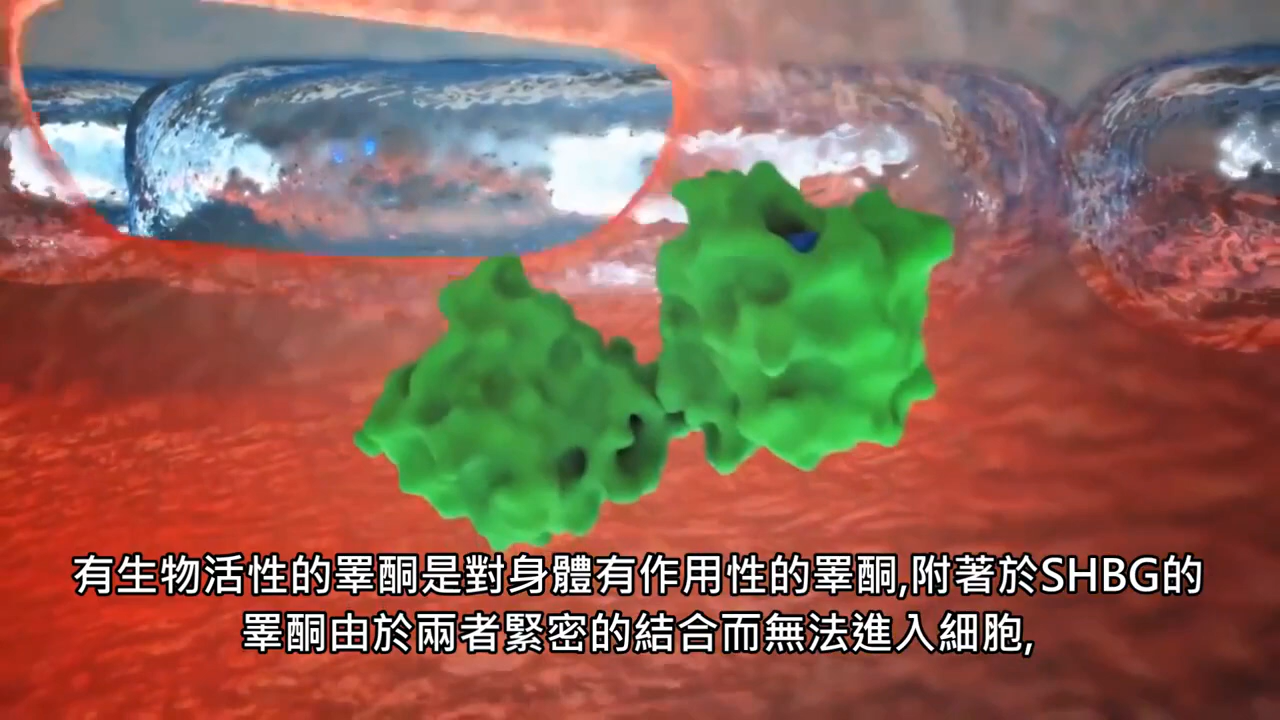 有生物活性的睪酮是對身體有作用性的睪酮,附著於SHBG的
睪酮由於兩者緊密的結合而無法進入細胞,